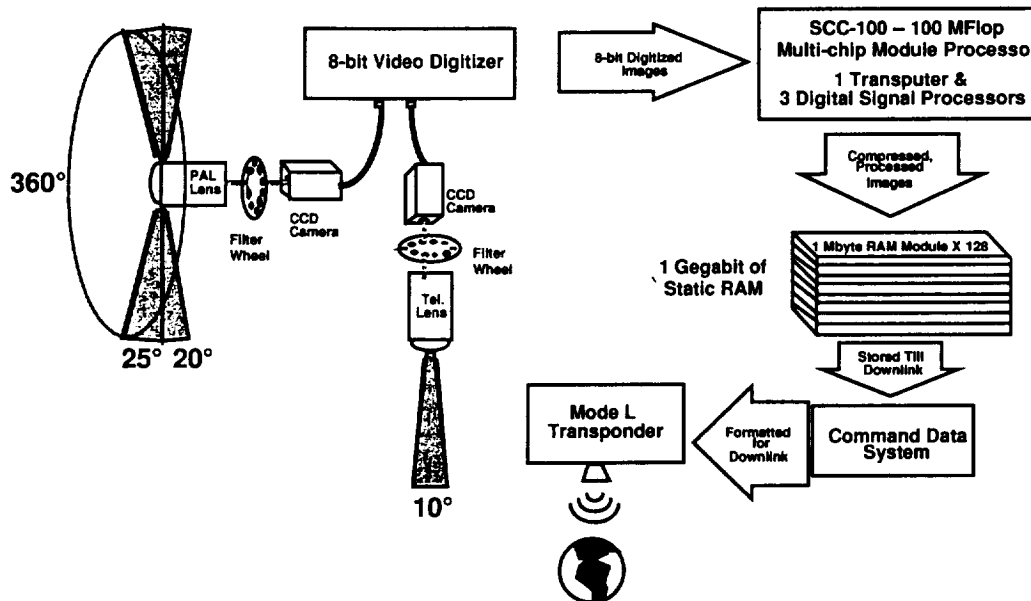 8-bit Video Digitizer
8-bit Digitized
Images
SCC-100 – 100 MFlop
Multi-chip Module Processo
1 Transputer &
3 Digital Signal Processors
360°
PAL
Lens
Filter
Wheel
CCD
Camera
CCD
Camera
Filter
Wheel
Tel.
Lens
25° 20°
10°
Compressed,
Processed
Images
1 Mbyte RAM Module X 128
1 Gegabit of
Static RAM
Stored Till
Downlink
Command Data
System
Formatted
for
Downlink
Mode L
Transponder